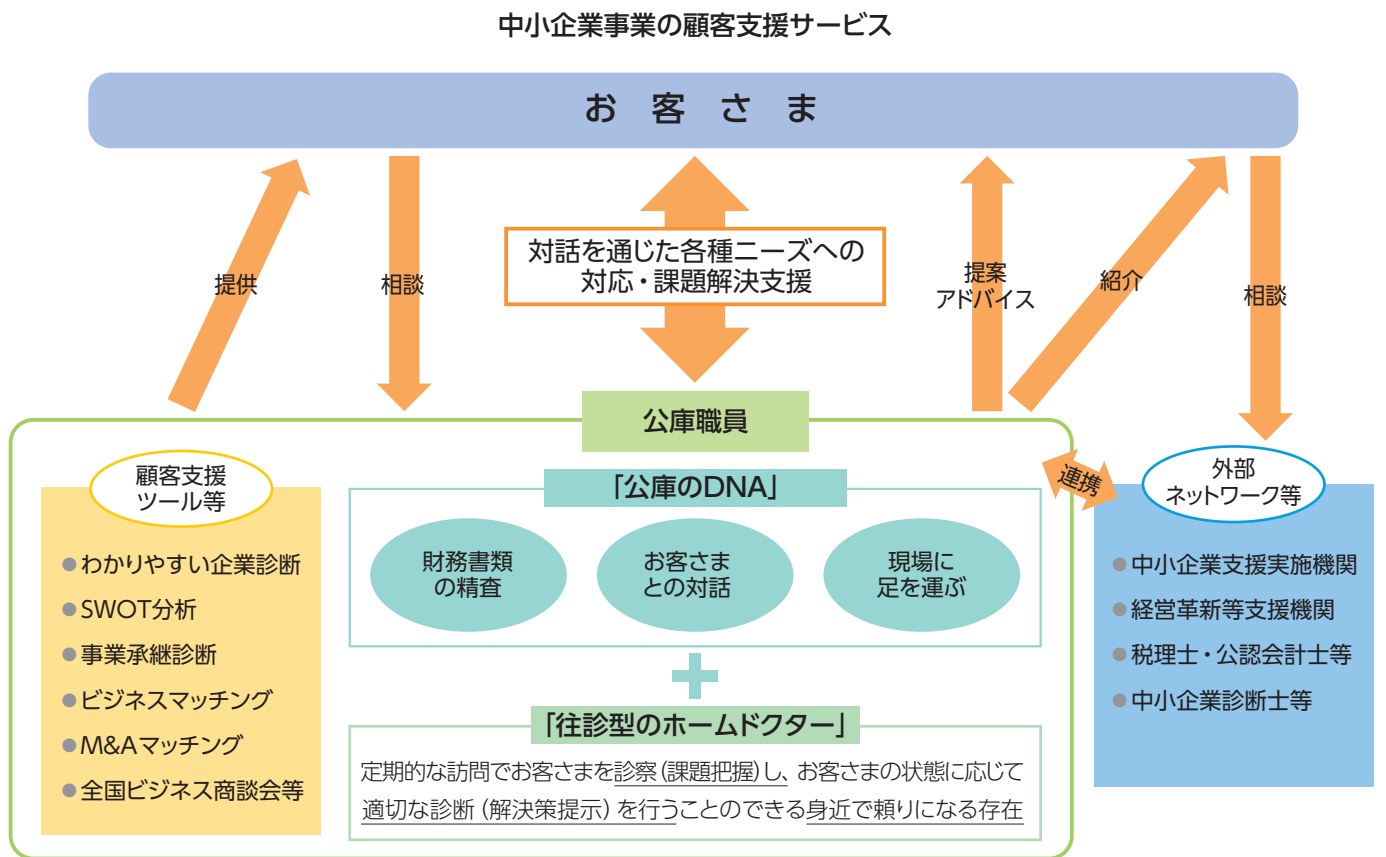 中小企業事業の顧客支援サービス
お客さま
提供
相談
対話を通じた各種ニーズへの
対応・課題解決支援
提案
アドバイス
紹介
相談
公庫職員
顧客支援
ツール等
●わかりやすい企業診断
●SWOT分析
●事業承継診断
●ビジネスマッチング
●M&Aマッチング
●全国ビジネス商談会等
「公庫のDNA」
財務書類
の精査
お客さま
との対話
現場に
足を運ぶ
「往診型のホームドクター」
定期的な訪問でお客さまを診察(課題把握)し、お客さまの状態に応じて
適切な診断(解決策提示)を行うことのできる身近で頼りになる存在
連携
外部
ネットワーク等
●中小企業支援実施機関
●経営革新等支援機関
●税理士・公認会計士等
●中小企業診断士等